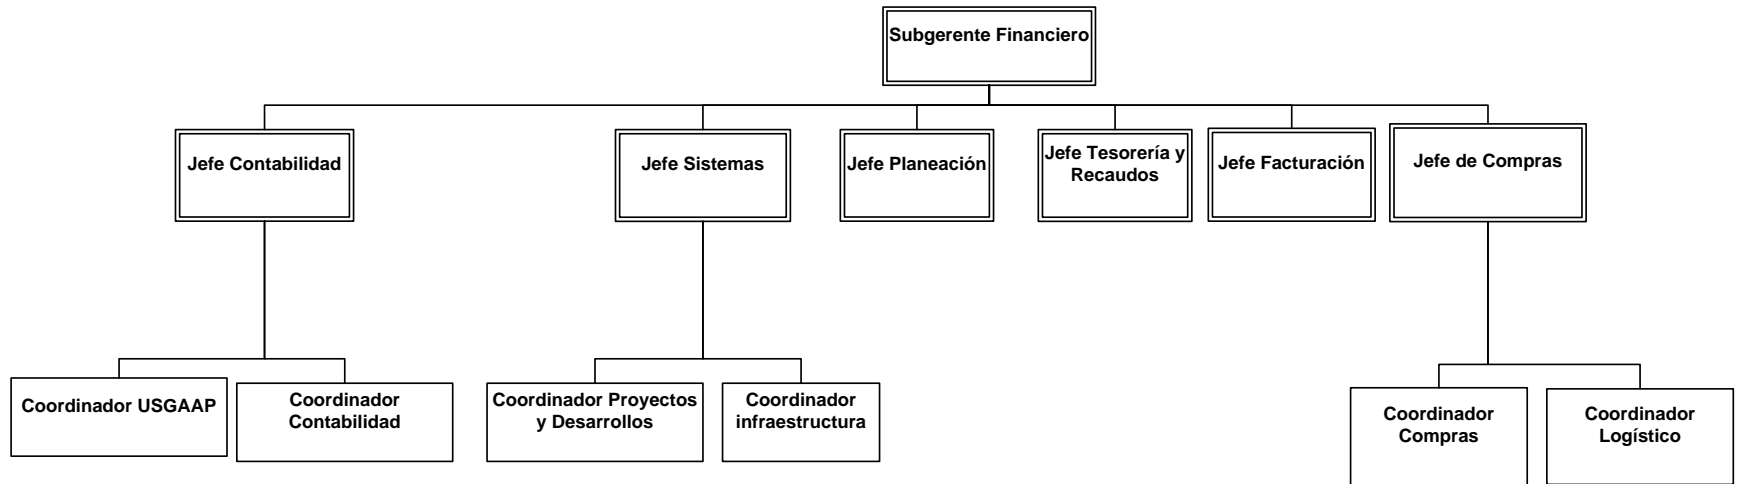 Subgerente Financiero
Jefe Contabilidad
Jefe Sistemas
Jefe Planeación
Jefe Tesorería y
Recaudos
Jefe Facturación
Jefe de Compras
Coordinador USGAAP
Coordinador
Contabilidad
Coordinador Proyectos
y Desarrollos
Coordinador
infraestructura
Coordinador
Compras
Coordinador
Logístico